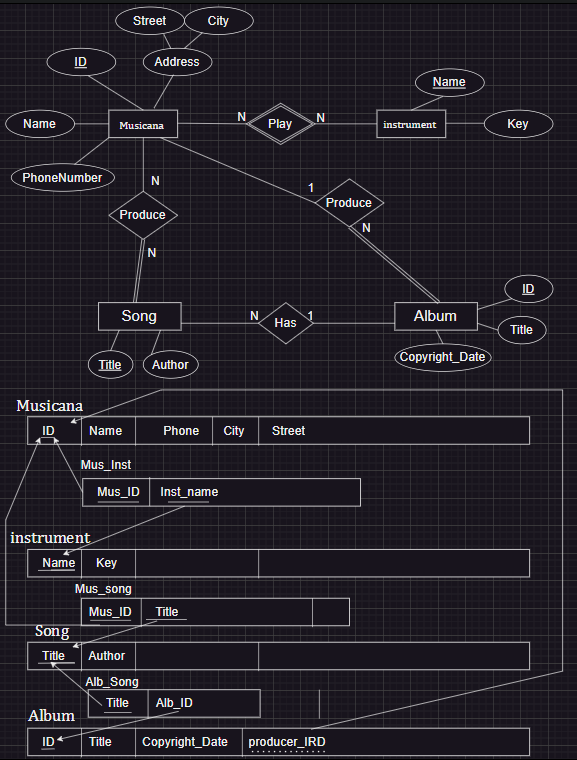 Street
City
ID
Address
Name
Name
Musicana
N
Play
N
instrument
Key
PhoneNumber
N
1
Produce
Produce
N
N
ID
Song
N
Has
1
Album
Title
Title
Author
Copyright_Date
Musicana
ID Name Phone City Street
Mus_Inst
Mus_ID Inst_name
instrument
Name Key
Mus_song
Mus_ID Title
Song
Title Author
Alb_Song
Title Alb_ID
Album
ID Title Copyright_Date producer_IRD